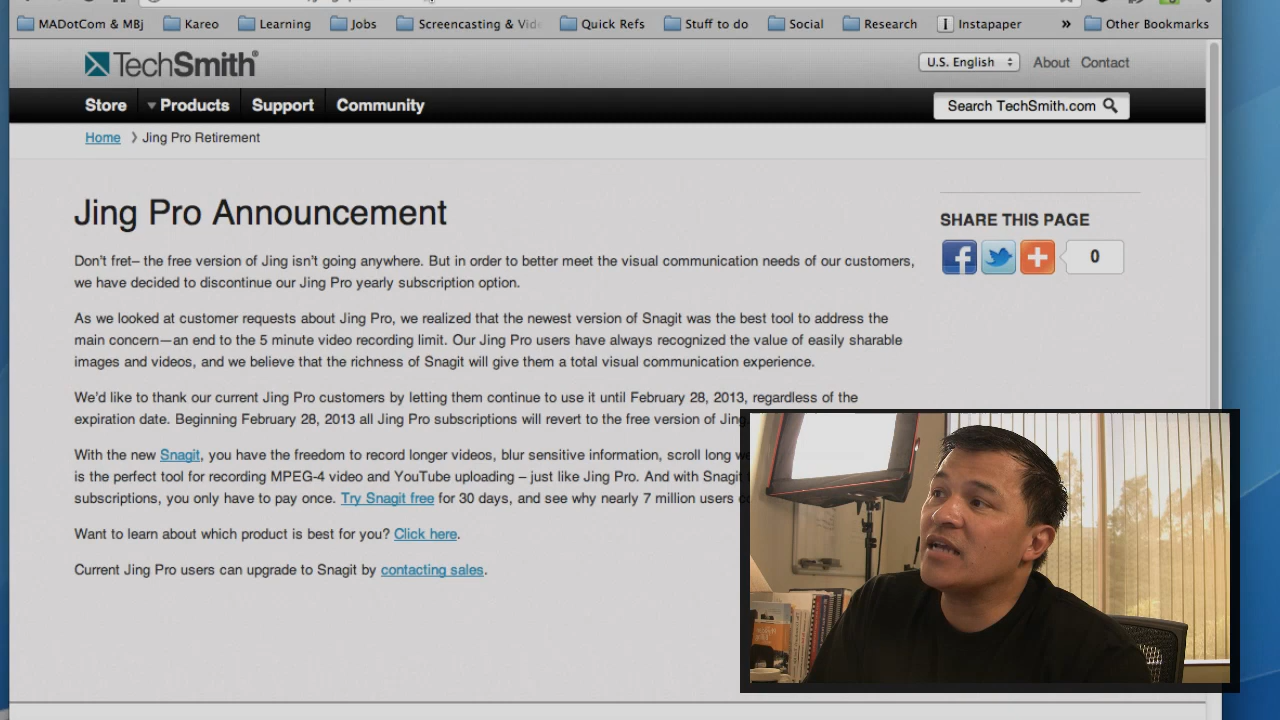 MADotCom & MBj Kareo Learning Jobs Screencasting & Vid Quick Refs Stuff to do Social Research Instapaper » Other Bookmarks
TechSmith® U.S. English About Contact
Store Products Support Community Search TechSmith.com
Home Jing Pro Retirement
Jing Pro Announcement
SHARE THIS PAGE
0
Don't fret– the free version of Jing isn't going anywhere. But in order to better meet the visual communication needs of our customers,
we have decided to discontinue our Jing Pro yearly subscription option.
As we looked at customer requests about Jing Pro, we realized that the newest version of Snagit was the best tool to address the
main concern—an end to the 5 minute video recording limit. Our Jing Pro users have always recognized the value of easily sharable
images and videos, and we believe that the richness of Snagit will give them a total visual communication experience.
We'd like to thank our current Jing Pro customers by letting them continue to use it until February 28, 2013, regardless of the
expiration date. Beginning February 28, 2013 all Jing Pro subscriptions will revert to the free version of Jing
With the new Snagit, you have the freedom to record longer videos, blur sensitive information, scroll long
is the perfect tool for recording MPEG-4 video and YouTube uploading – just like Jing Pro. And with Snagit
subscriptions, you only have to pay once. Try Snagit free for 30 days, and see why nearly 7 million users
Want to learn about which product is best for you? Click here.
Current Jing Pro users can upgrade to Snagit by contacting sales.